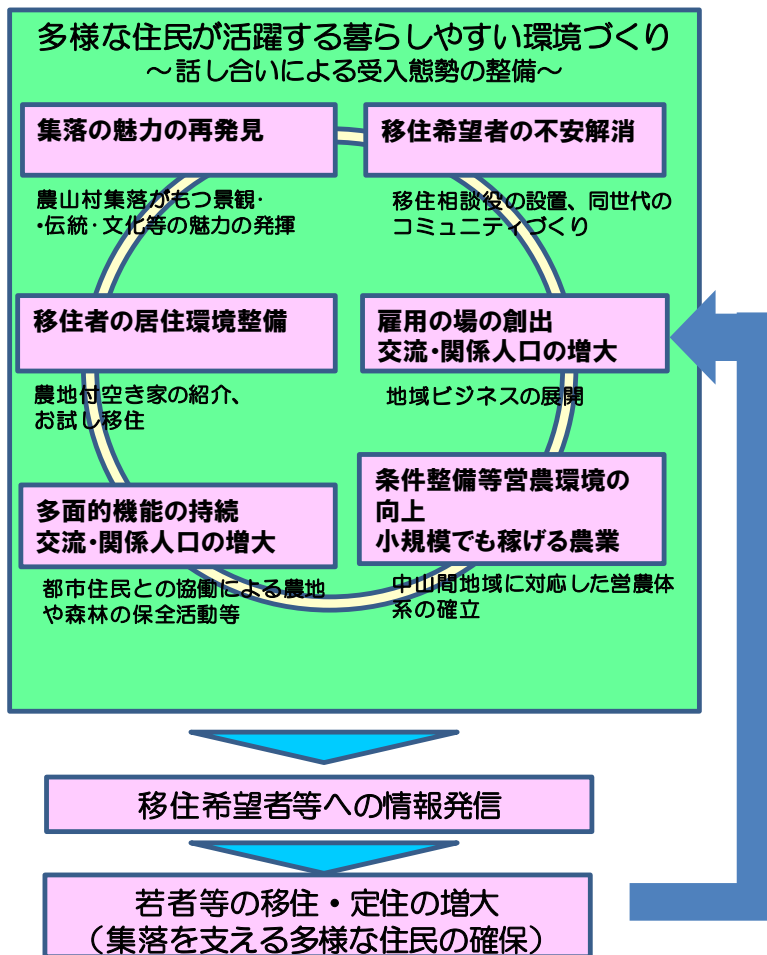 多様な住民が活躍する暮らしやすい環境づくり
～話し合いによる受入態勢の整備～
集落の魅力の再発見
農山村集落がもつ景観・
・伝統・文化等の魅力の発揮
移住希望者の不安解消
移住相談役の設置、同世代の
コミュニティづくり
移住者の居住環境整備
農地付空き家の紹介、
お試し移住
雇用の場の創出
交流・関係人口の増大
地域ビジネスの展開
多面的機能の持続
交流・関係人口の増大
都市住民との協働による農地
や森林の保全活動等
条件整備等営農環境の
向上
小規模でも稼げる農業
中山間地域に対応した営農体
系の確立
移住希望者等への情報発信
若者等の移住・定住の増大
（集落を支える多様な住民の確保）